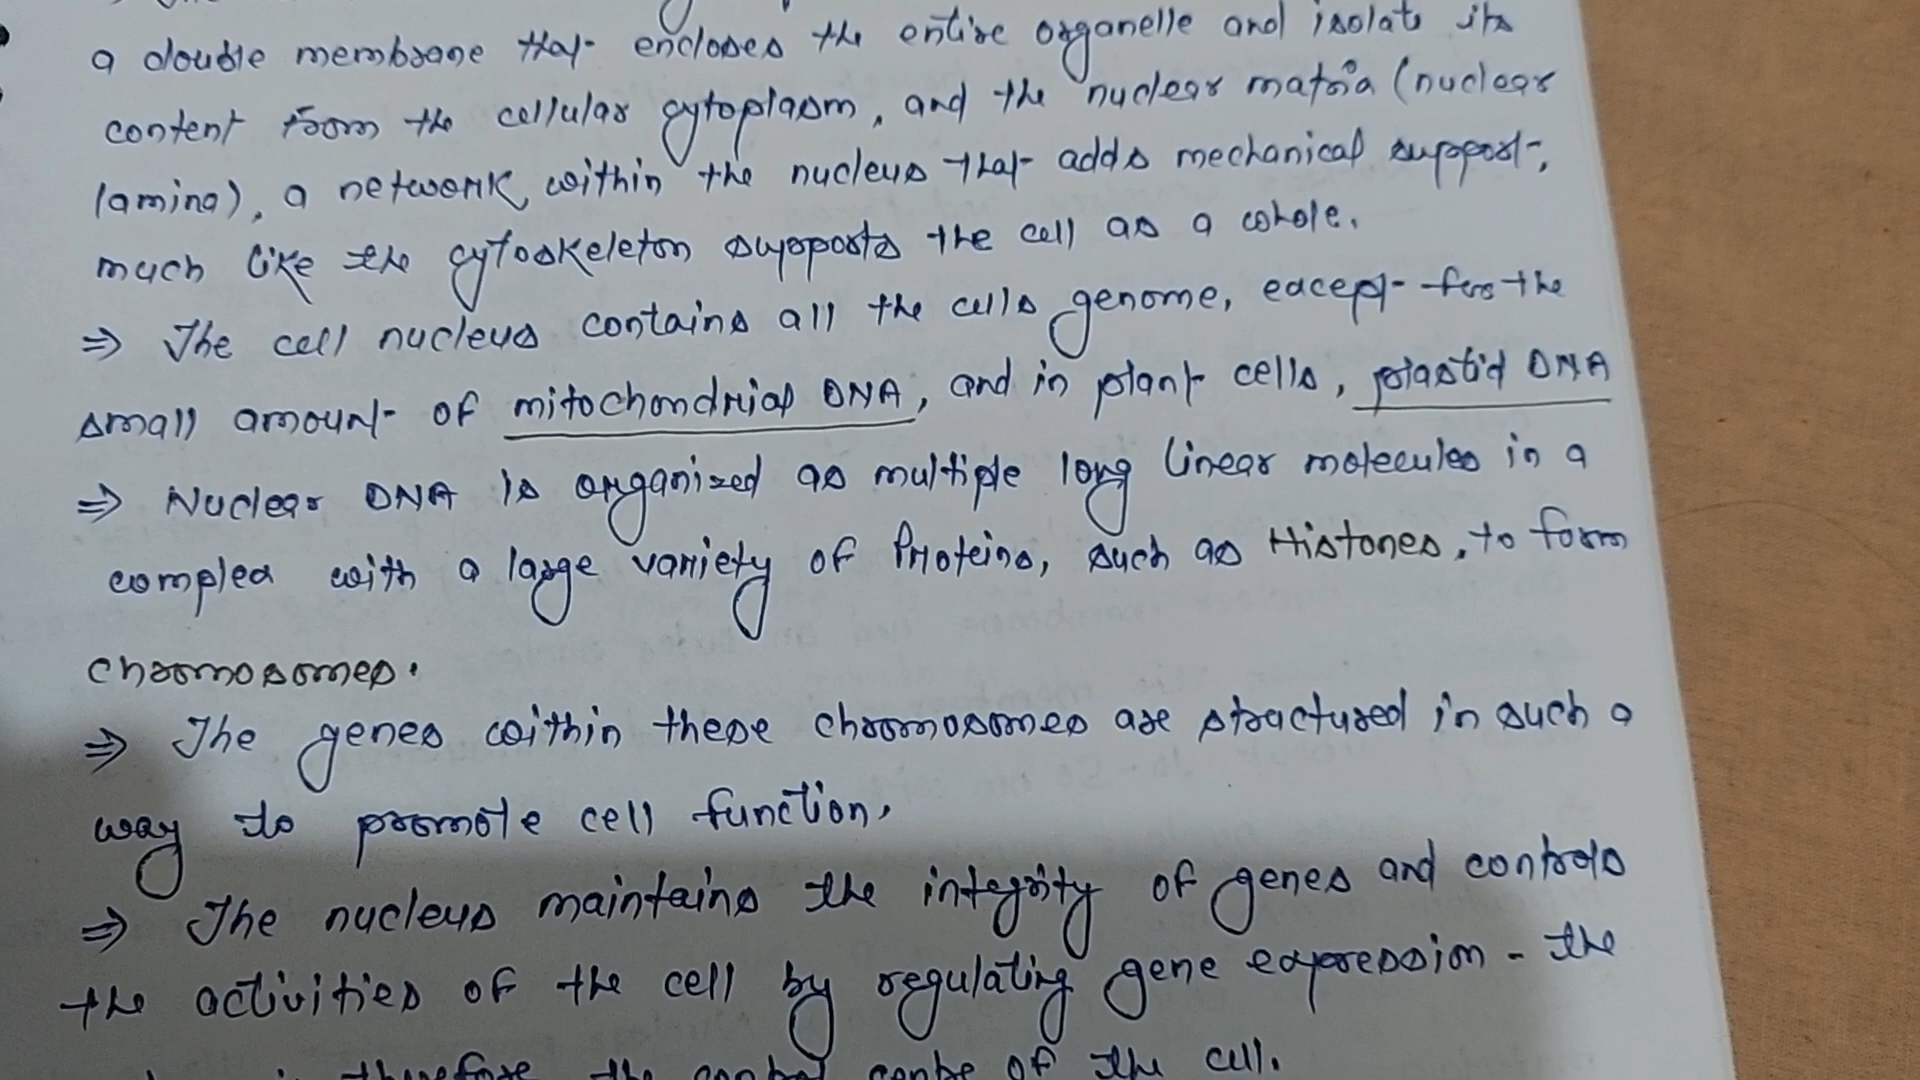 a double membrane that encloses the entire organelle and isolate its
content from the cellular cytoplasm, and the nuclear matrix (nuclear
lamina), a network within the nucleus that adds mechanical support,
much like the cytoskeleton supports the cell as a whole.
⇒ The cell nucleus contains all the cells genome, except for the
small amount of mitochondrial DNA, and in plant cells, plastid DNA
⇒ Nuclear DNA is organized as multiple long linear molecules in a
complex with a large variety of Proteins, such as Histones, to form
chromosomes.
⇒ The genes within these chromosomes are structured in such a
way to promote cell function.
⇒ The nucleus maintains the integrity of genes and controls
the activities of the cell by regulating gene expression - the
is therefore the control centre of the cell.